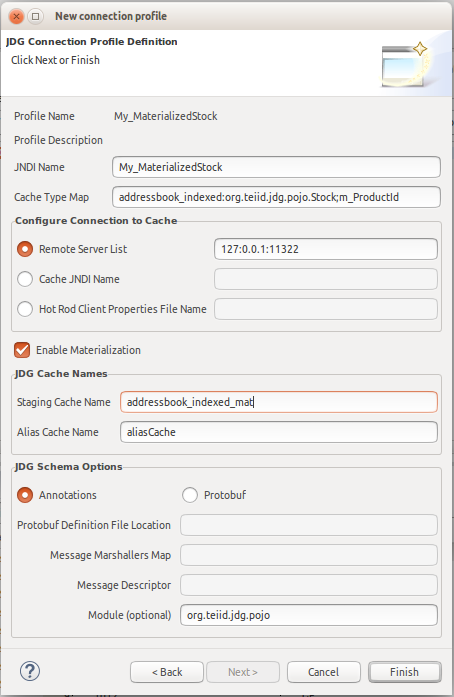 New connection profile
JDG Connection Profile Definition
Click Next or Finish
Profile Name My_MaterializedStock
Profile Description
JNDI Name My_MaterializedStock
Cache Type Map addressbook_indexed:org.teiid.jdg.pojo.Stock;m_ProductId
Configure Connection to Cache
Remote Server List 127:0.0.1:11322
Cache JNDI Name
Hot Rod Client Properties File Name
Enable Materialization
JDG Cache Names
Staging Cache Name addressbook_indexed_mat
Alias Cache Name aliasCache
JDG Schema Options
Annotations Protobuf
Protobuf Definition File Location
Message Marshallers Map
Message Descriptor
Module (optional) org.teiid.jdg.pojo
? < Back Next > Cancel Finish